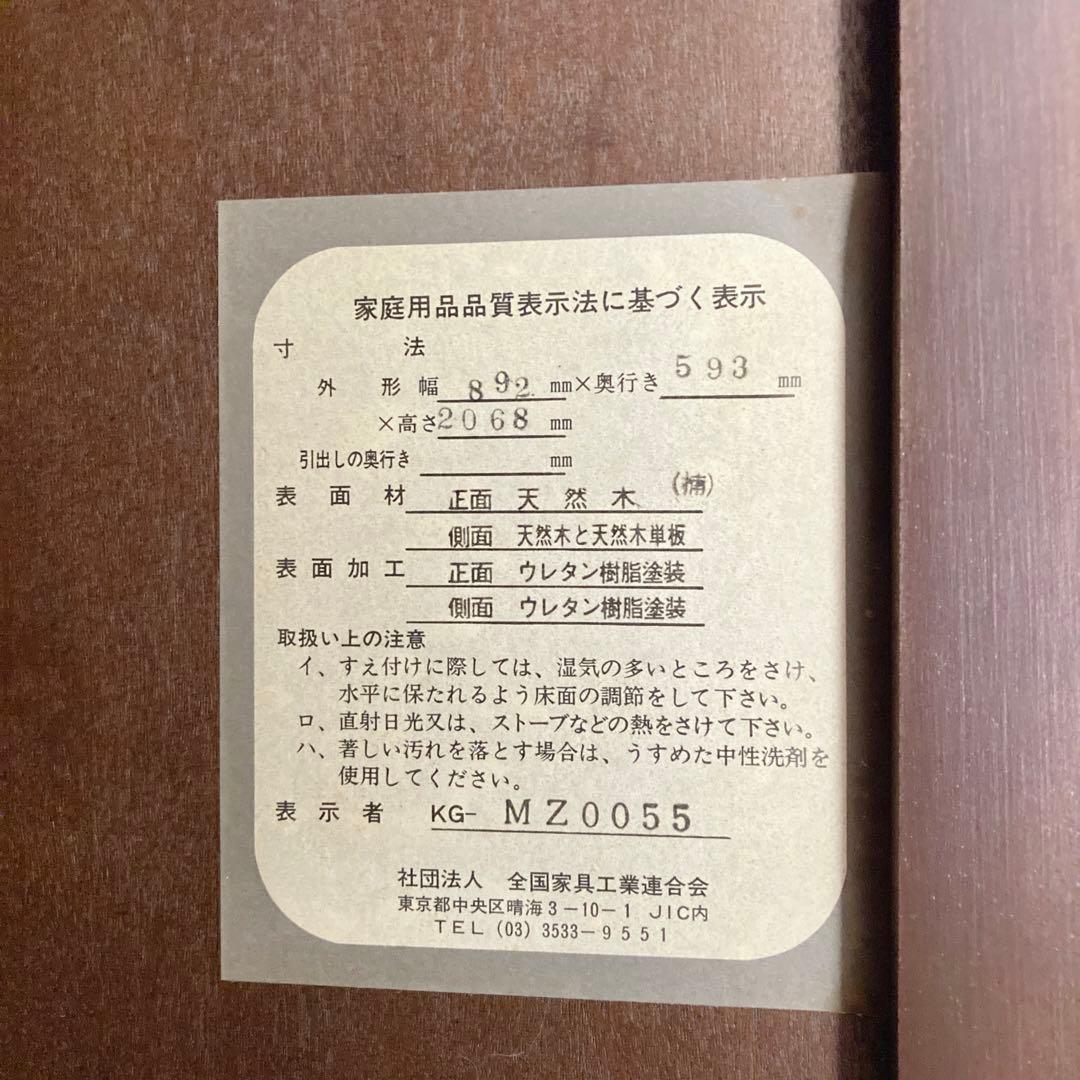 家庭用品品質表示法に基づく表示
寸法
外形幅 892 mm×奥行き 593 mm
×高さ2068 mm
引出しの奥行き mm
表面材 正面 天然木
側面 天然木と天然木単板
表面加工 正面 ウレタン樹脂塗装
側面 ウレタン樹脂塗装
取扱い上の注意
イ、すえ付けに際しては、湿気の多いところをさけ、
水平に保たれるよう床面の調節をして下さい。
ロ、直射日光又は、ストーブなどの熱をさけて下さい。
ハ、著しい汚れを落とす場合は、うすめた中性洗剤を
使用してください。
表示者 KG- MZ0055
社団法人 全国家具工業連合会
東京都中央区晴海3-10-1 JIC内
TEL (03) 3533-9551